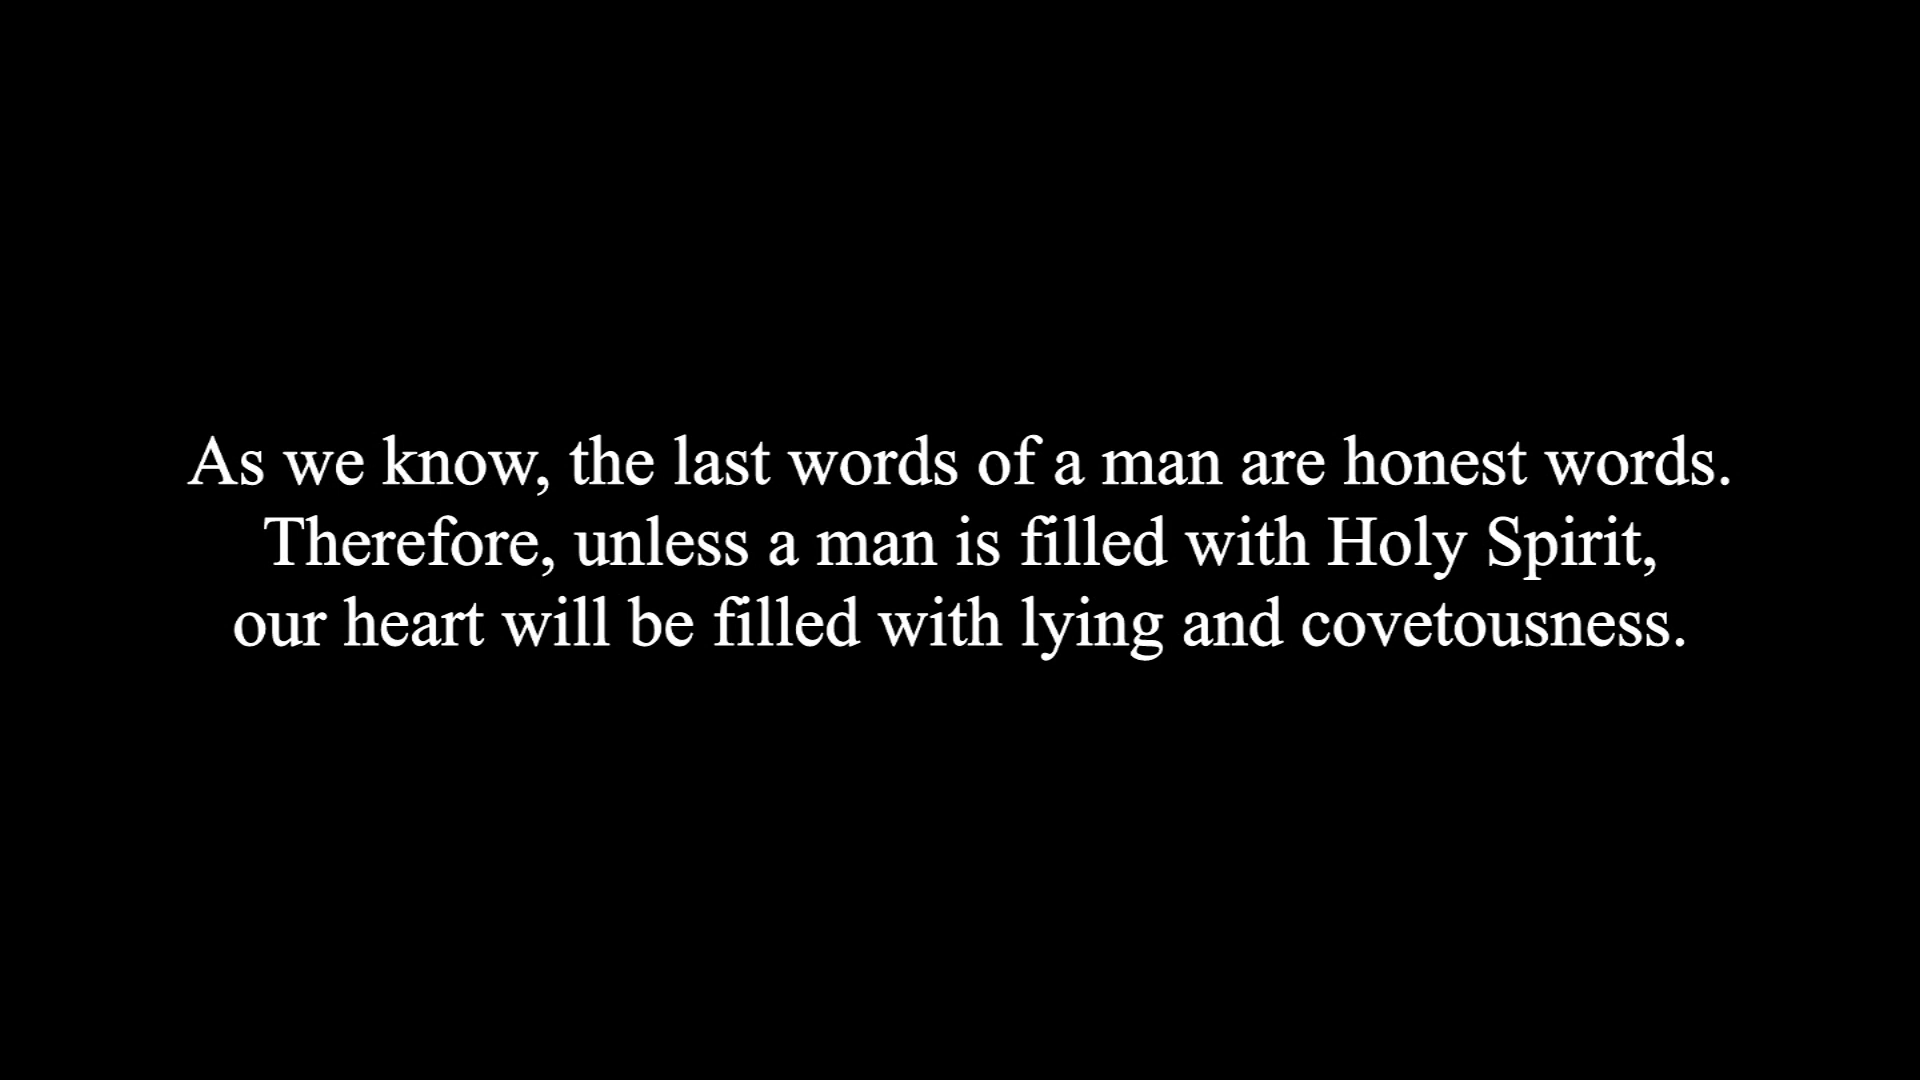 As we know, the last words of a man are honest words.
Therefore, unless a man is filled with Holy Spirit,
our heart will be filled with lying and covetousness.